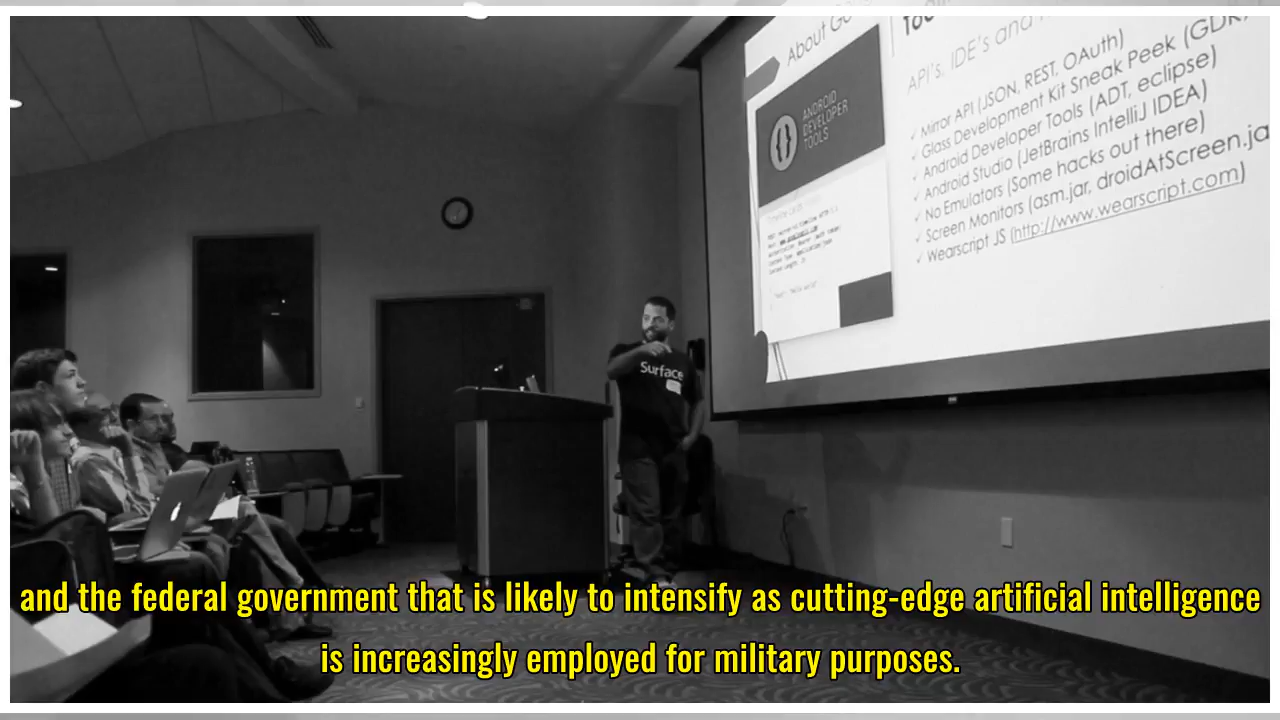 About
API's, IDE's and
ANDROID
DEVELOPER
TOOLS
✓ Mirror API (JSON, REST, OAuth)
✓ Glass Development Kit Sneak Peek (GDK)
✓ Android Developer Tools (ADT, eclipse)
✓ Android Studio (JetBrains IntelliJ IDEA)
✓ No Emulators (Some hacks out there)
✓ Screen Monitors (asm.jar, droidAtScreen.ja
✓ Wearscript JS (http://www.wearscript.com)
Surface
and the federal government that is likely to intensify as cutting-edge artificial intelligence
is increasingly employed for military purposes.